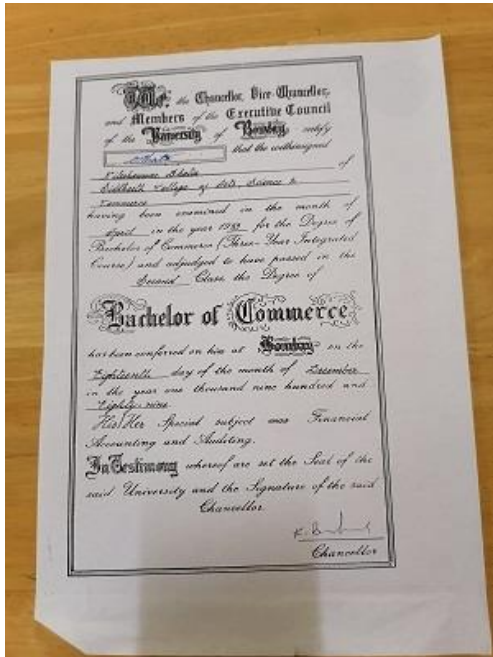 We, the Chancellor, Vice-Chancellor,
and Members of the Executive Council
of the University of Bombay certify
that the withinsigned
Bhatia of
Siddharth College of Arts, Science &
Commerce
having been examined in the month of
April in the year 1989 for the Degree of
Bachelor of Commerce (Three-Year Integrated
Course) and adjudged to have passed in the
Second Class the Degree of
Bachelor of Commerce
has been conferred on him at Bombay on the
Eighteenth day of the month of December
in the year one thousand nine hundred and
Eighty nine
His/Her Special subject was Financial
Accounting and Auditing.
In Testimony whereof are set the Seal of the
said University and the Signature of the said
Chancellor.
Chancellor